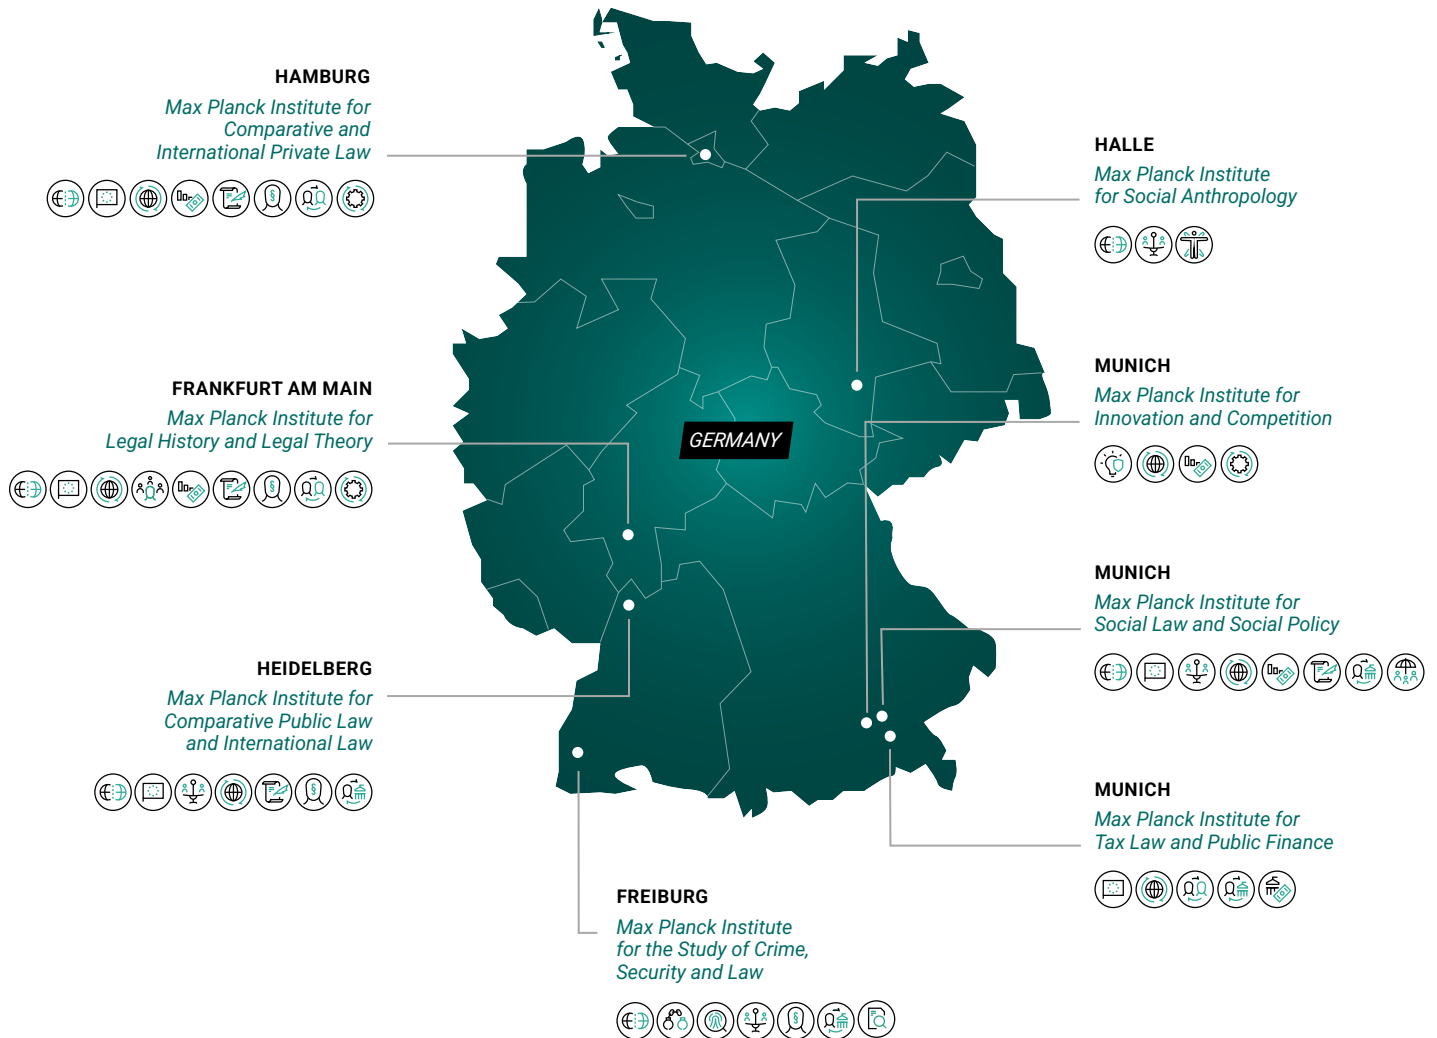 HAMBURG
Max Planck Institute for
Comparative and
International Private Law
FRANKFURT AM MAIN
Max Planck Institute for
Legal History and Legal Theory
HEIDELBERG
Max Planck Institute for
Comparative Public Law
and International Law
GERMANY
FREIBURG
Max Planck Institute
for the Study of Crime,
Security and Law
HALLE
Max Planck Institute
for Social Anthropology
MUNICH
Max Planck Institute for
Innovation and Competition
MUNICH
Max Planck Institute for
Social Law and Social Policy
MUNICH
Max Planck Institute for
Tax Law and Public Finance